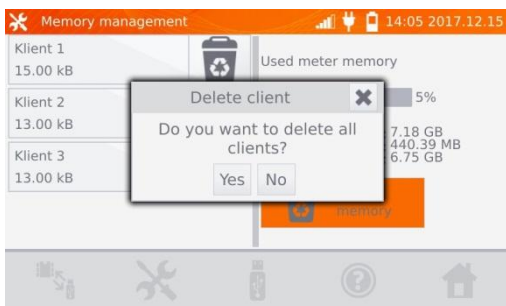 Memory management
14:05 2017.12.15
Klient 1
15.00 kB
Klient 2
13.00 kB
Klient 3
13.00 kB
Used meter memory
5%
7.18 GB
440.39 MB
6.75 GB
memory
Delete client
Do you want to delete all
clients?
Yes No